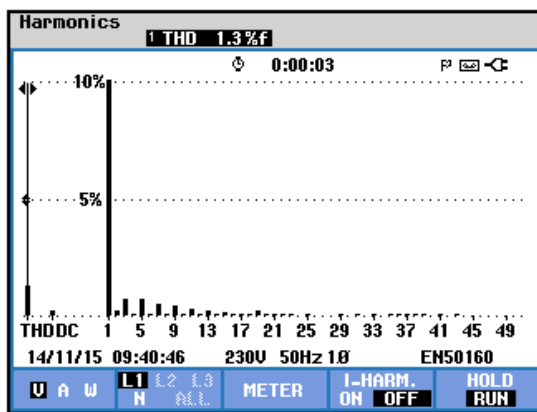 Harmonics
1 THD 1.3%f
0:00:03
10%
5%
THDDC 1 5 9 13 17 21 25 29 33 37 41 45 49
14/11/15 09:40:46 230V 50Hz 1Ø EN50160
V A W L1 L2 L3 N ALL METER I-HARM. ON OFF HOLD RUN